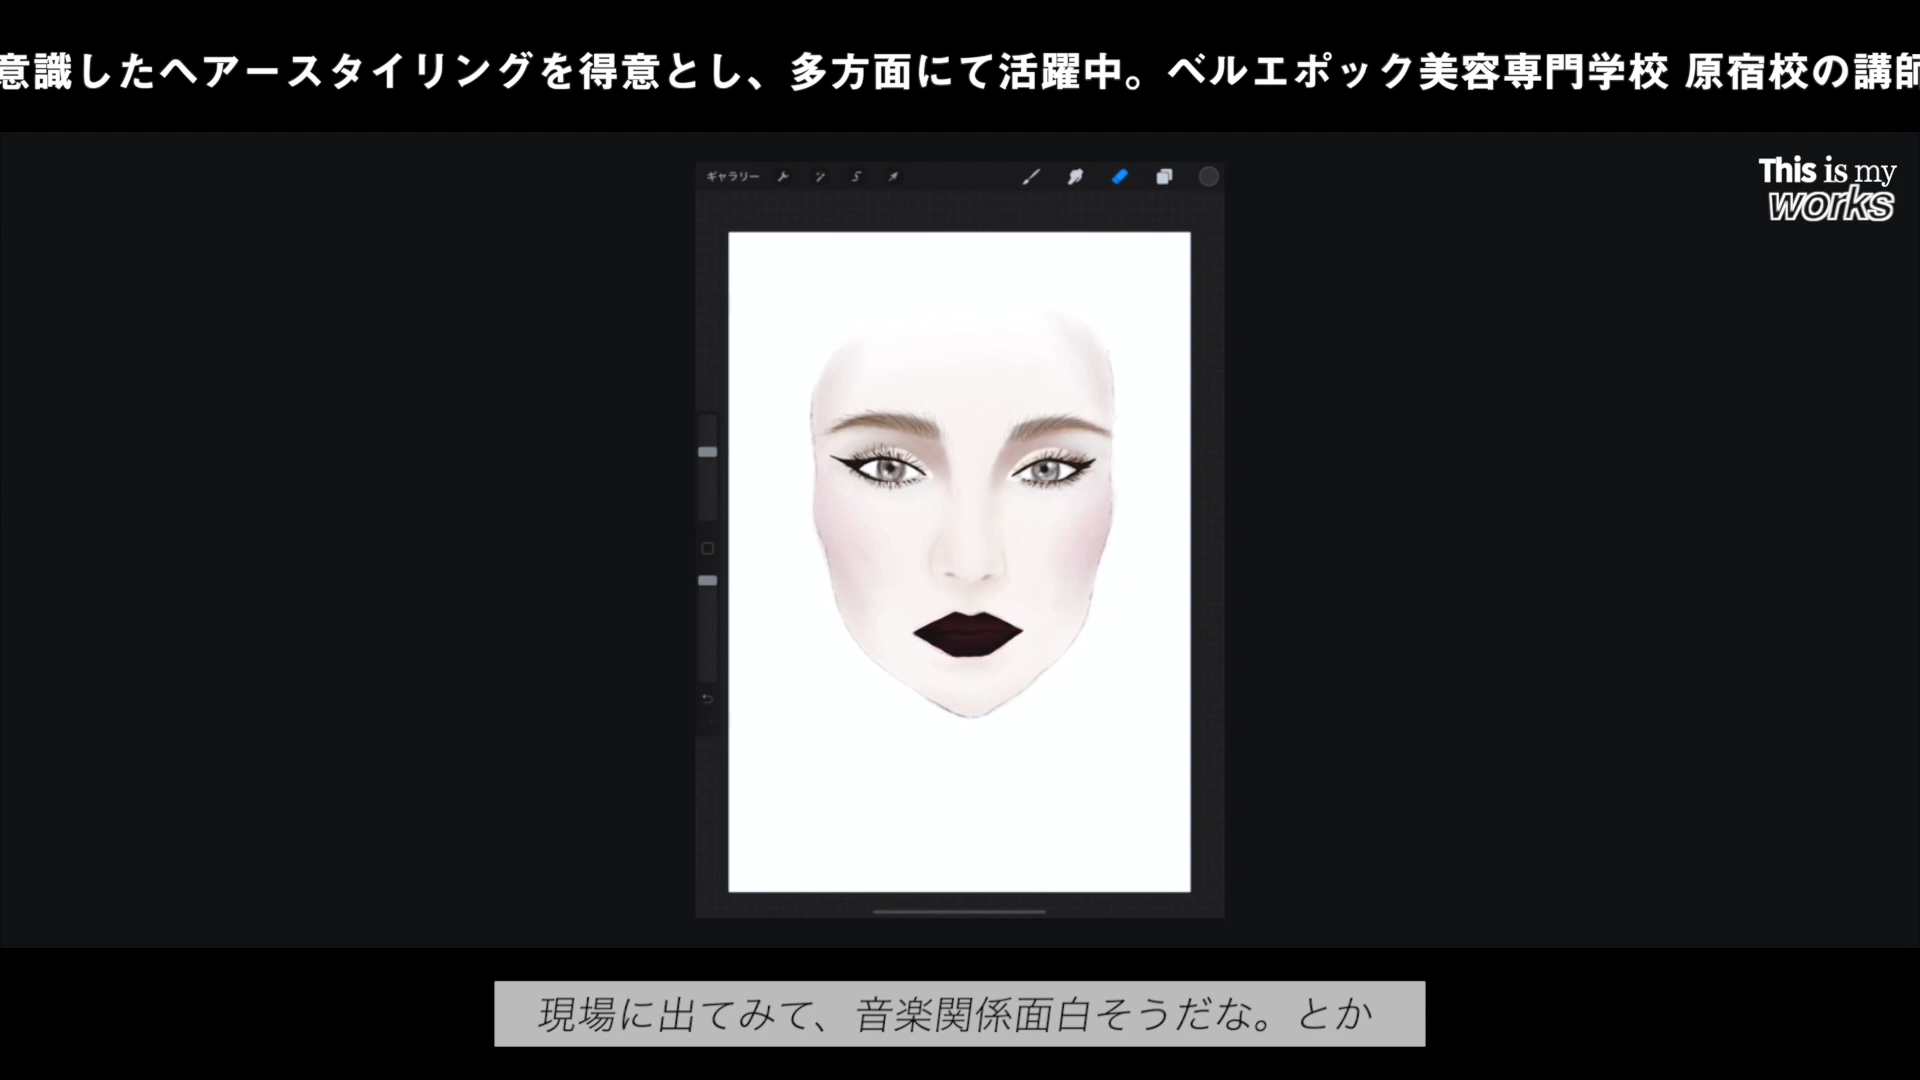 意識したヘアースタイリングを得意とし、多方面にて活躍中。ベルエポック美容専門学校 原宿校の講師
This is my
works
ギャラリー
現場に出てみて、音楽関係面白そうだな。とか